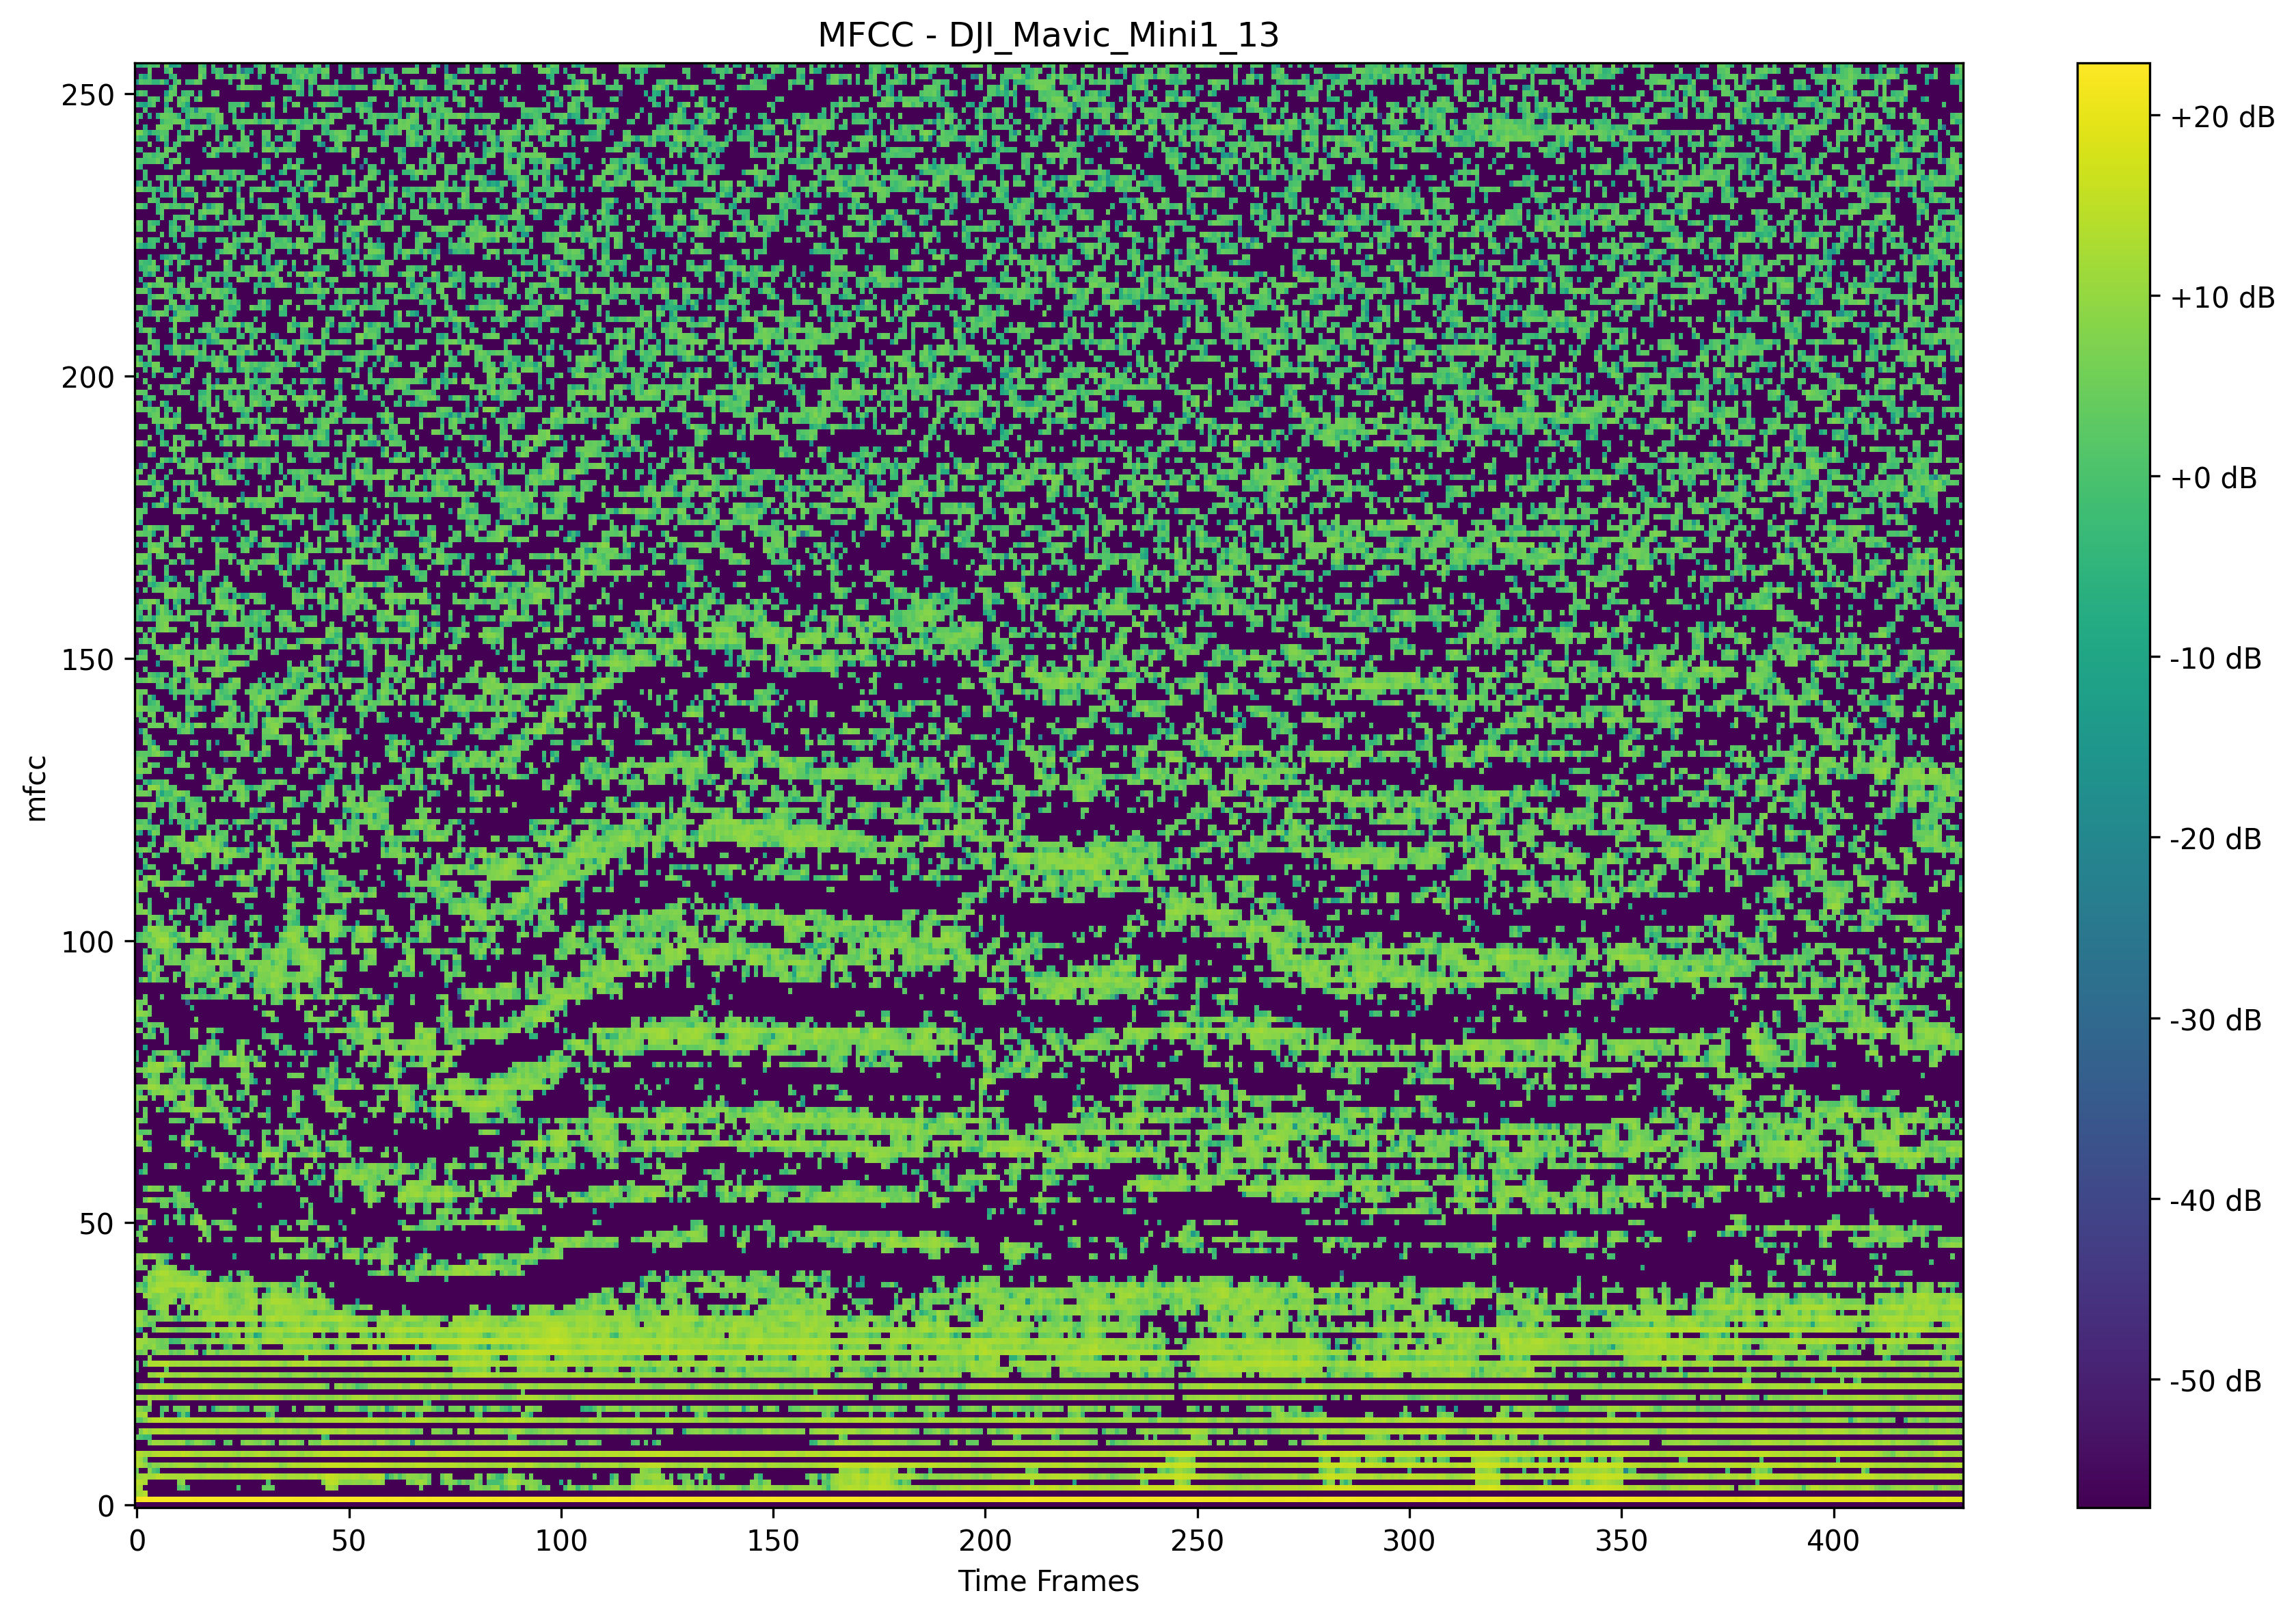 MFCC - DJI_Mavic_Mini1_13
250
200
150
100
50
0
mfcc
0 50 100 150 200 250 300 350 400
Time Frames
+20 dB
+10 dB
+0 dB
-10 dB
-20 dB
-30 dB
-40 dB
-50 dB